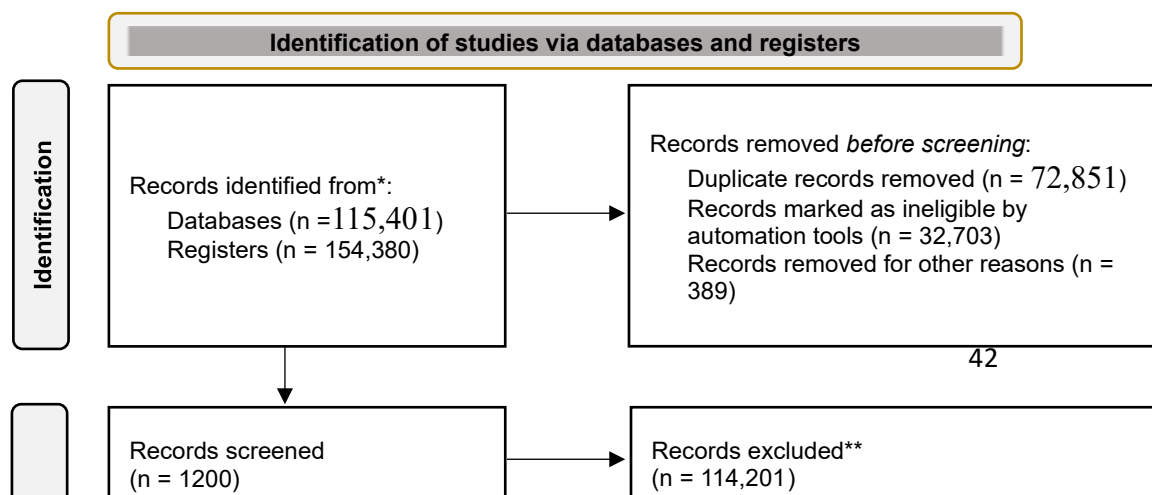 Identification of studies via databases and registers
Identification
Records identified from*:
Databases (n =115,401)
Registers (n = 154,380)
Records removed before screening:
Duplicate records removed (n = 72,851)
Records marked as ineligible by
automation tools (n = 32,703)
Records removed for other reasons (n =
389)
42
Records screened
(n = 1200)
Records excluded**
(n = 114,201)